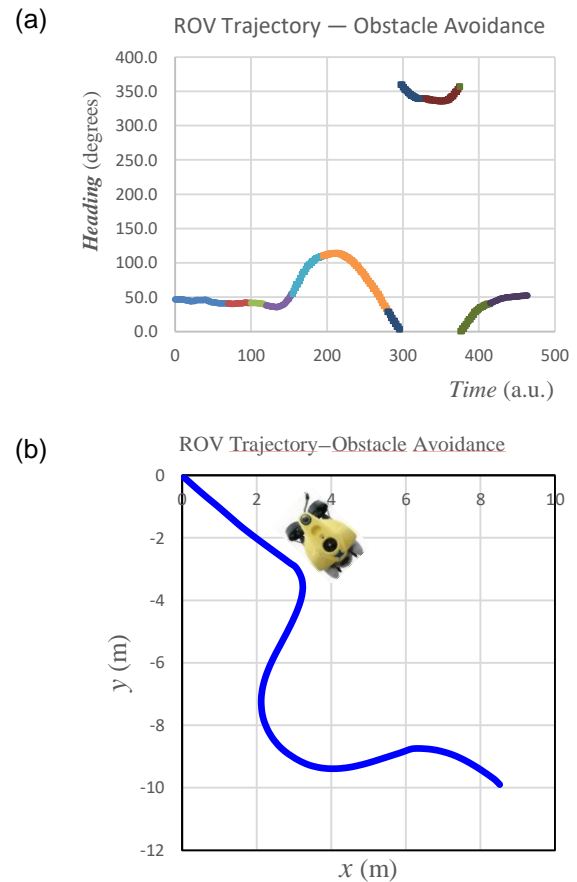 (a)
ROV Trajectory — Obstacle Avoidance
400.0
350.0
300.0
250.0
200.0
150.0
100.0
50.0
0.0
Heading (degrees)
0 100 200 300 400 500
Time (a.u.)
(b)
ROV Trajectory–Obstacle Avoidance
0
-2
-4
-6
-8
-10
-12
y (m)
0 2 4 6 8 10
x (m)